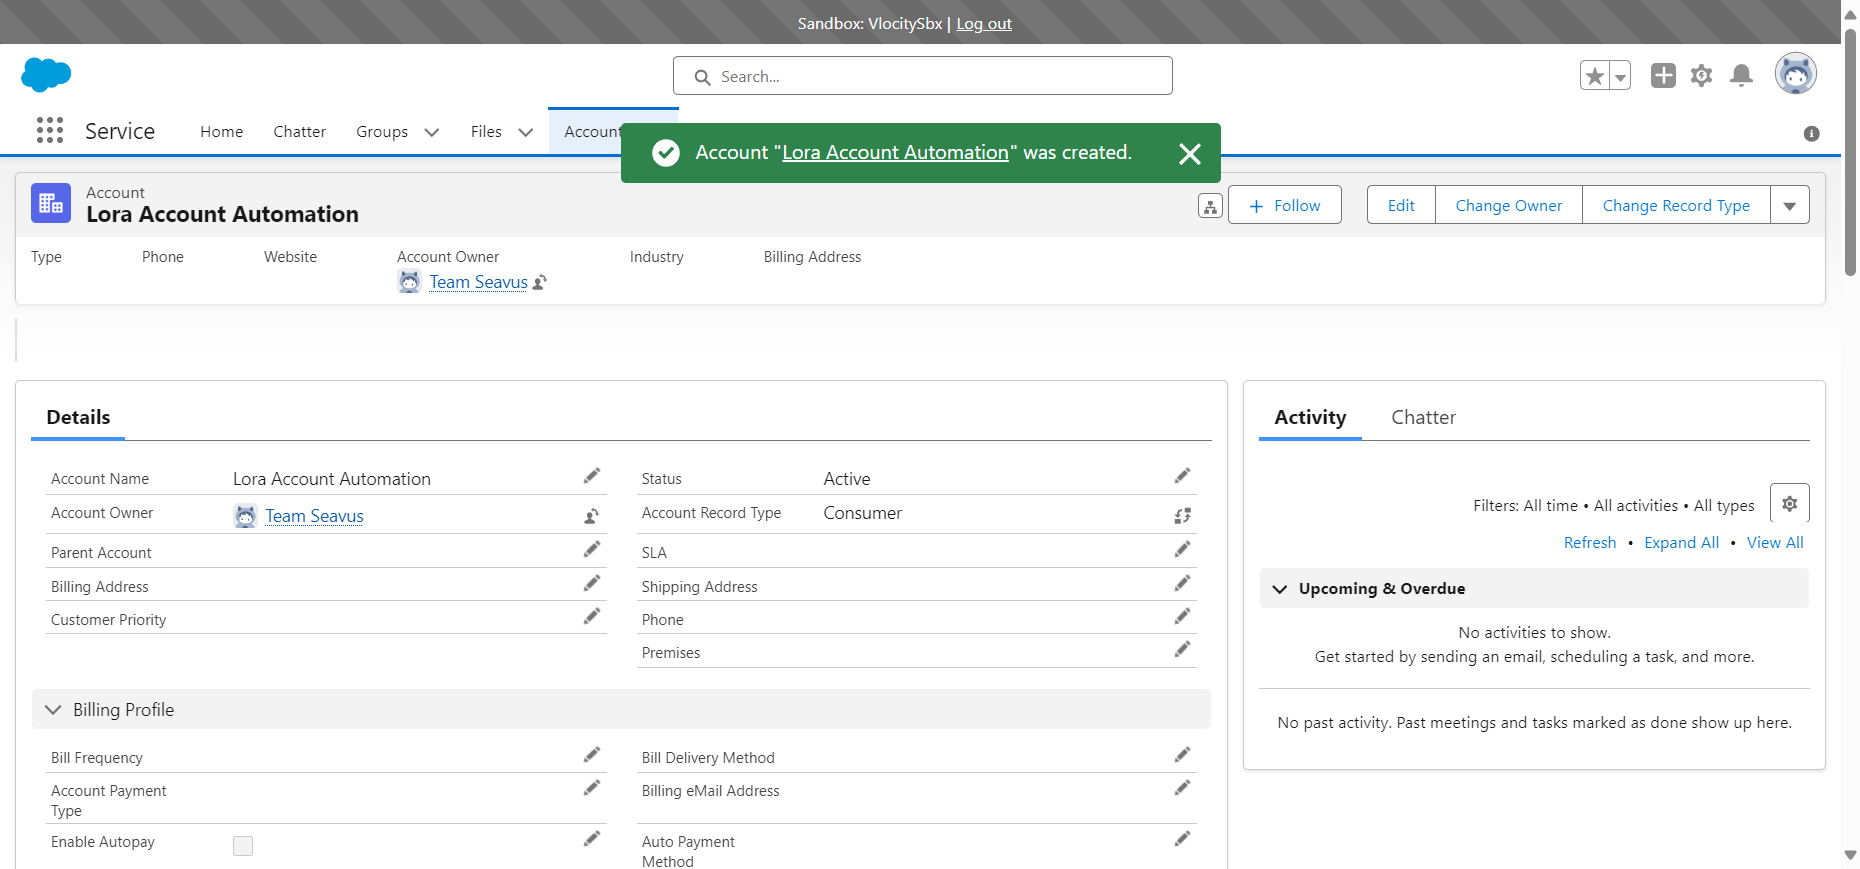 Sandbox: VlocitySbx | Log out
Search...
Service
Home
Chatter
Groups
Files
Account
Account "Lora Account Automation" was created.
Account
Lora Account Automation
Follow
Edit
Change Owner
Change Record Type
Type
Phone
Website
Account Owner
Industry
Billing Address
Team Seavus
Details
Account Name
Lora Account Automation
Status
Active
Account Owner
Team Seavus
Account Record Type
Consumer
Parent Account
SLA
Billing Address
Shipping Address
Customer Priority
Phone
Premises
Billing Profile
Bill Frequency
Bill Delivery Method
Account Payment
Type
Billing eMail Address
Enable Autopay
Auto Payment
Method
Activity
Chatter
Filters: All time • All activities • All types
Refresh • Expand All • View All
Upcoming & Overdue
No activities to show.
Get started by sending an email, scheduling a task, and more.
No past activity. Past meetings and tasks marked as done show up here.